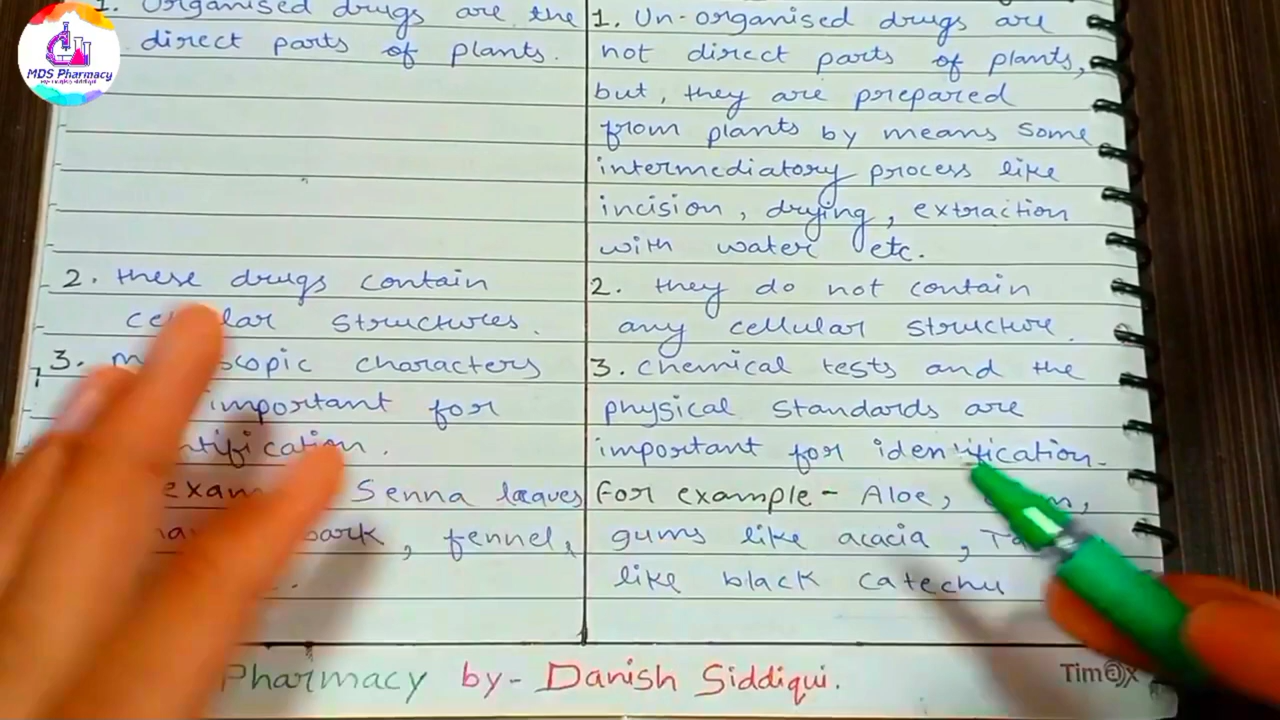 MDS Pharmacy
1. Organised drugs are the
direct parts of plants.
2. these drugs contain
structures.
3. characters
important for
example Senna leaves
bark, fennel,
1. Un-organised drugs are
not direct parts of plants,
but, they are prepared
from plants by means some
intermediatory process like
incision, drying, extraction
with water etc.
2. they do not contain
any cellular structure.
3. Chemical tests and the
physical standards are
important for identification.
for example - Aloe,
gums like acacia,
like black catechu
Pharmacy by- Danish Siddiqui.
Timex